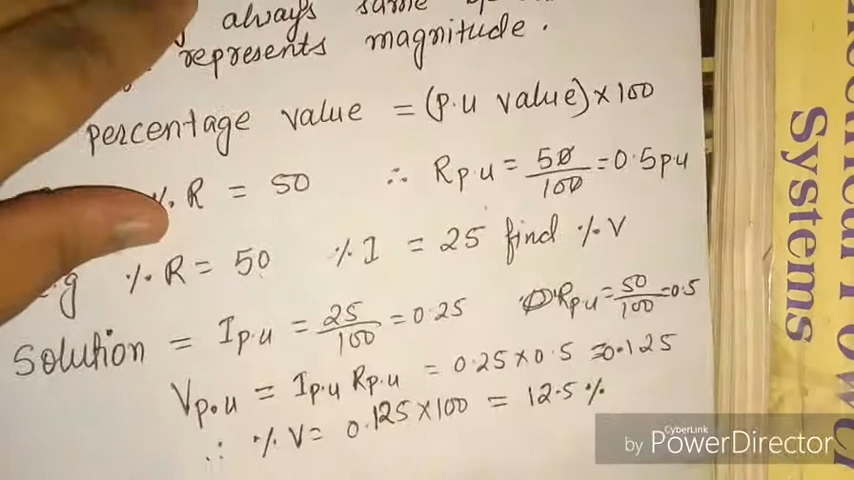 always same
represents magnitude.
percentage value = (p.u value) × 100
%R = 50 ∴ Rp.u = 50/100 = 0.5pu
e.g %R = 50 %I = 25 find %V
Solution = Ip.u = 25/100 = 0.25 Rpu = 50/100 = 0.5
Vp.u = Ip.u Rp.u = 0.25 × 0.5 = 0.125
∴ %V = 0.125 × 100 = 12.5%
Systems
CyberLink
by PowerDirector